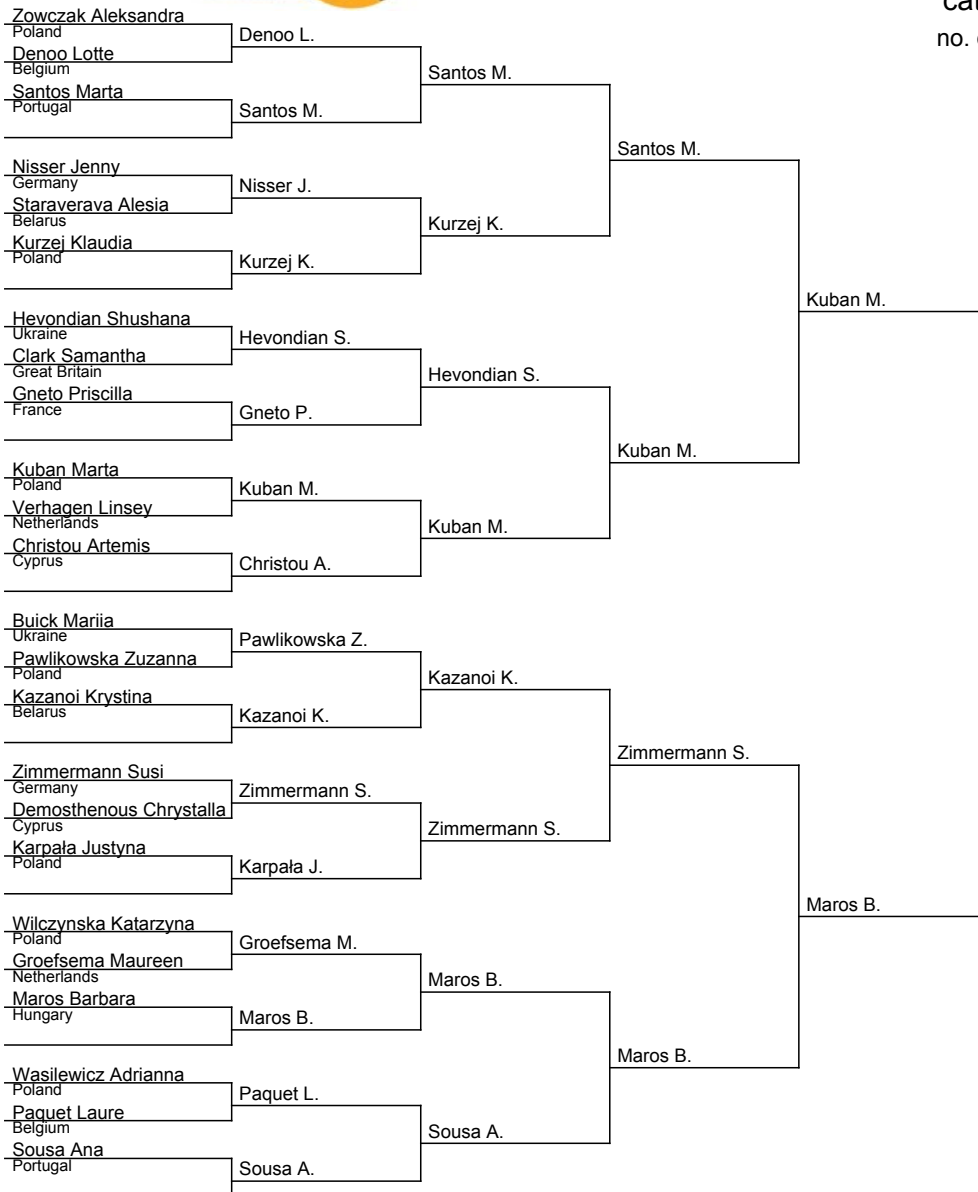 cat
no. 
Zowczak Aleksandra
Poland
Denoo Lotte
Belgium
Santos Marta
Portugal
Nisser Jenny
Germany
Staraverava Alesia
Belarus
Kurzej Klaudia
Poland
Hevondian Shushana
Ukraine
Clark Samantha
Great Britain
Gneto Priscilla
France
Kuban Marta
Poland
Verhagen Linsey
Netherlands
Christou Artemis
Cyprus
Buick Mariia
Ukraine
Pawlikowska Zuzanna
Poland
Kazanoi Krystina
Belarus
Zimmermann Susi
Germany
Demosthenous Chrystalla
Cyprus
Karpała Justyna
Poland
Wilczynska Katarzyna
Poland
Groefsema Maureen
Netherlands
Maros Barbara
Hungary
Wasilewicz Adrianna
Poland
Paquet Laure
Belgium
Sousa Ana
Portugal
Denoo L.
Santos M.
Nisser J.
Kurzej K.
Hevondian S.
Gneto P.
Kuban M.
Christou A.
Pawlikowska Z.
Kazanoi K.
Zimmermann S.
Karpała J.
Groefsema M.
Maros B.
Paquet L.
Sousa A.
Santos M.
Kurzej K.
Hevondian S.
Kuban M.
Kazanoi K.
Zimmermann S.
Maros B.
Sousa A.
Santos M.
Kuban M.
Zimmermann S.
Maros B.
Kuban M.
Maros B.